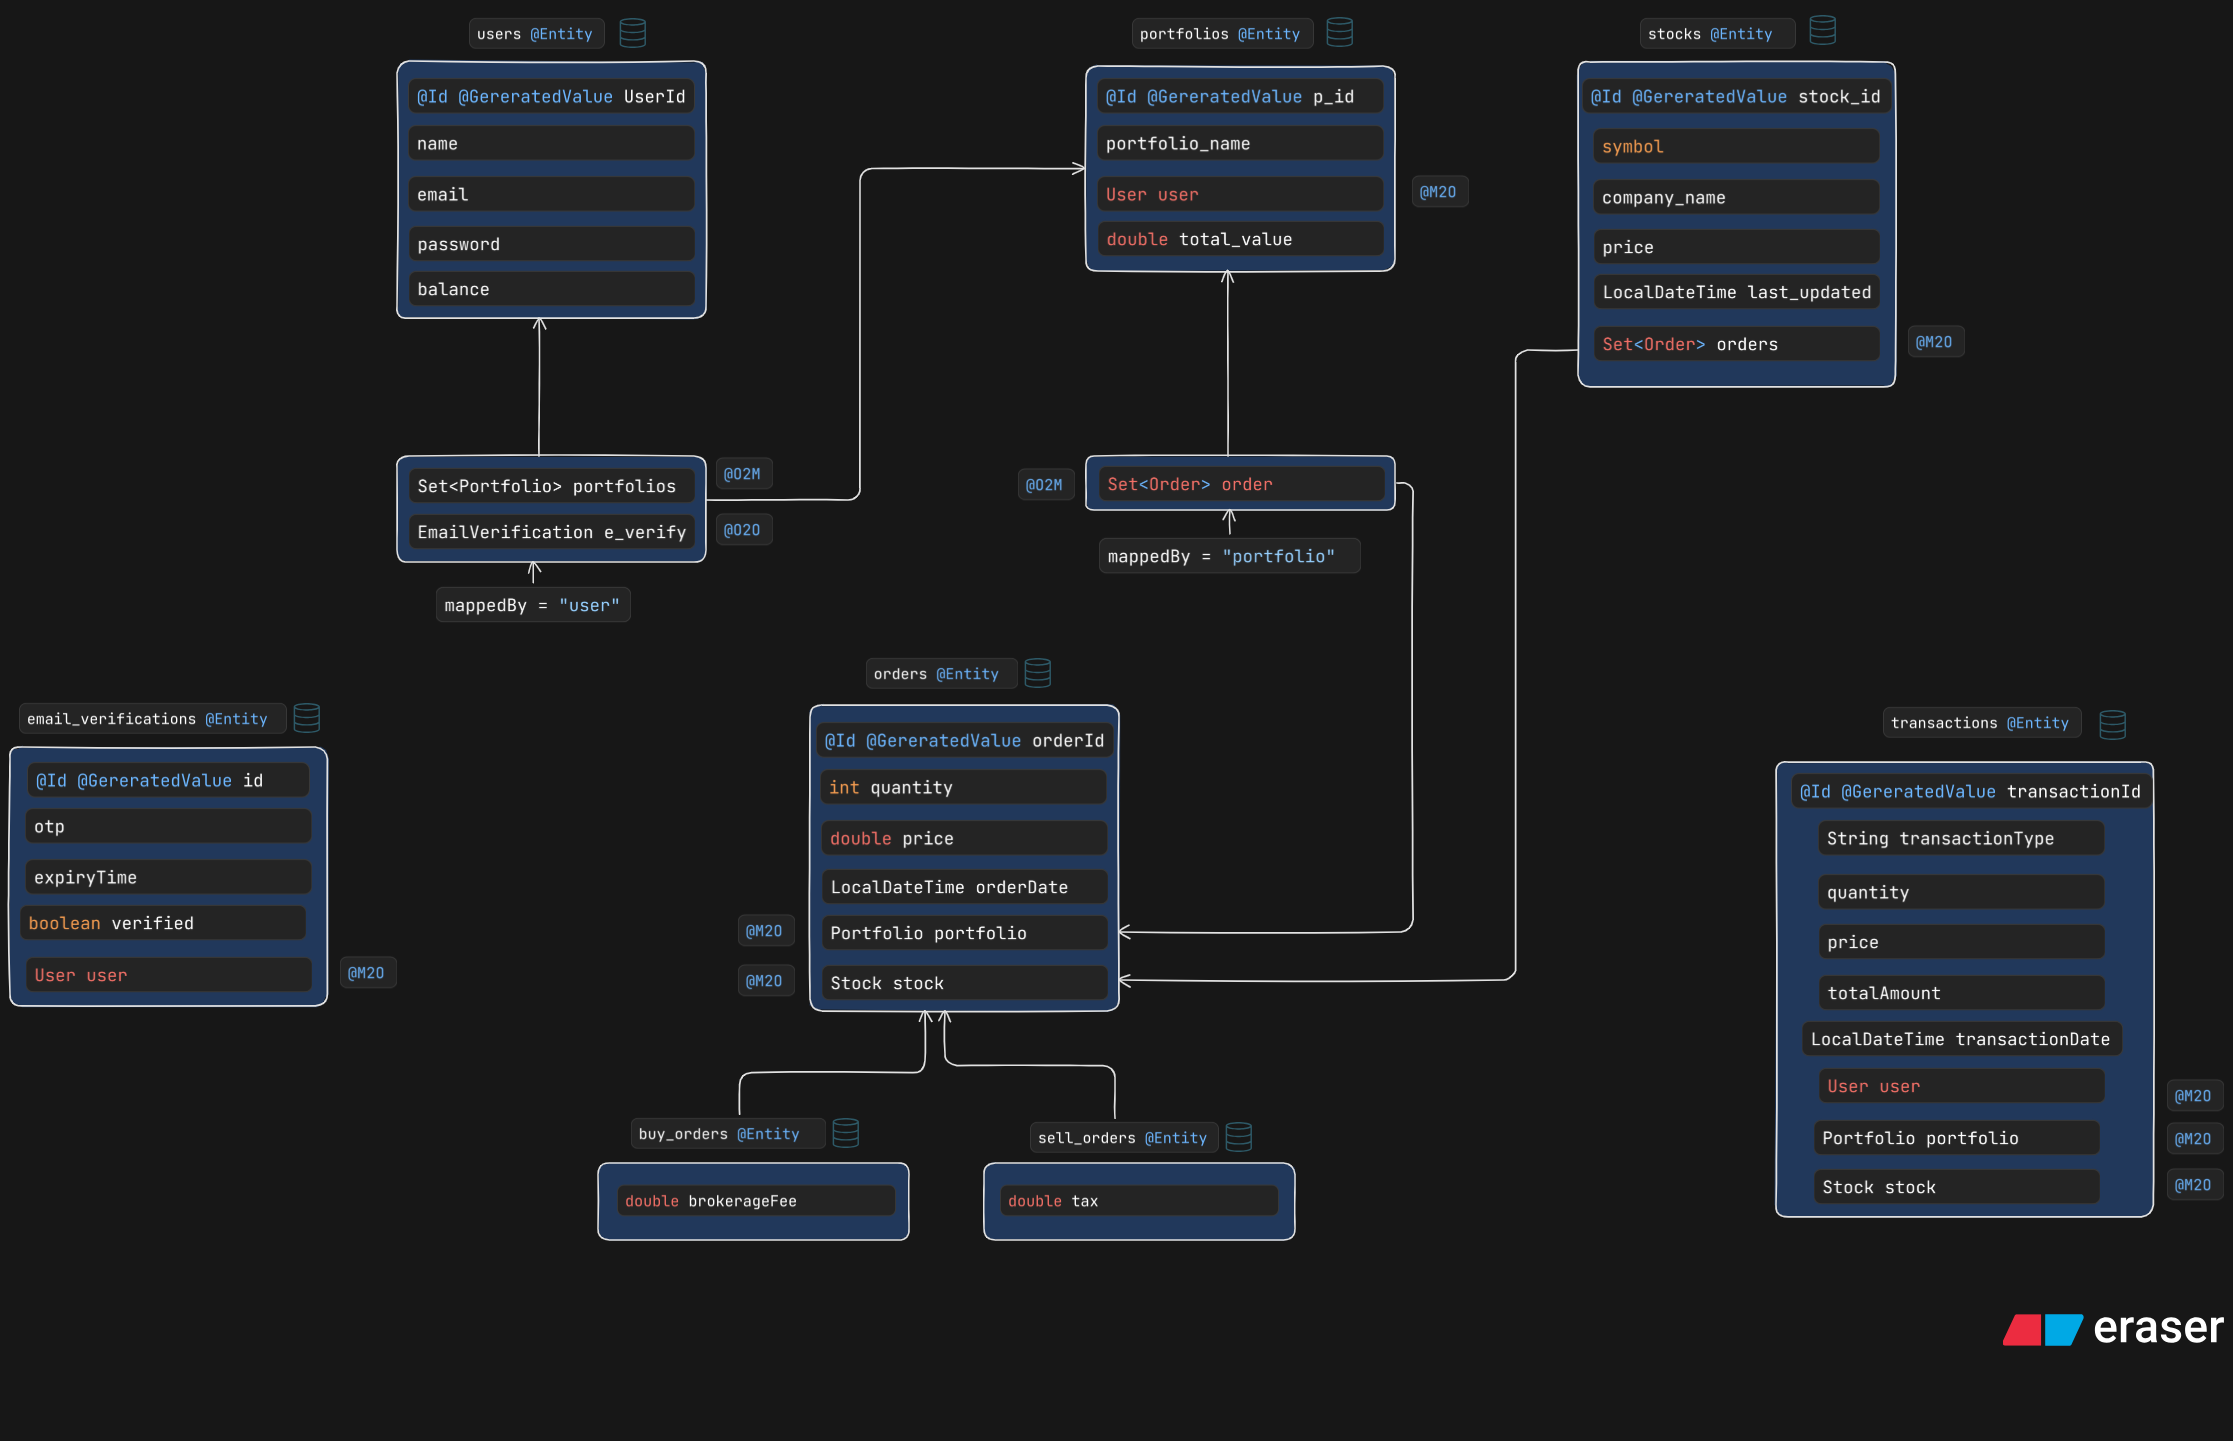 users @Entity
@Id @GereratedValue UserId
name
email
password
balance
Set<Portfolio> portfolios
@O2M
EmailVerification e_verify
@O2O
mappedBy = "user"
portfolios @Entity
@Id @GereratedValue p_id
portfolio_name
User user
@M2O
double total_value
@O2M
Set<Order> order
mappedBy = "portfolio"
stocks @Entity
@Id @GereratedValue stock_id
symbol
company_name
price
LocalDateTime last_updated
Set<Order> orders
@M2O
email_verifications @Entity
@Id @GereratedValue id
otp
expiryTime
boolean verified
User user
@M2O
orders @Entity
@Id @GereratedValue orderId
int quantity
double price
LocalDateTime orderDate
@M2O
Portfolio portfolio
@M2O
Stock stock
buy_orders @Entity
double brokerageFee
sell_orders @Entity
double tax
transactions @Entity
@Id @GereratedValue transactionId
String transactionType
quantity
price
totalAmount
LocalDateTime transactionDate
User user
@M2O
Portfolio portfolio
@M2O
Stock stock
@M2O
eraser